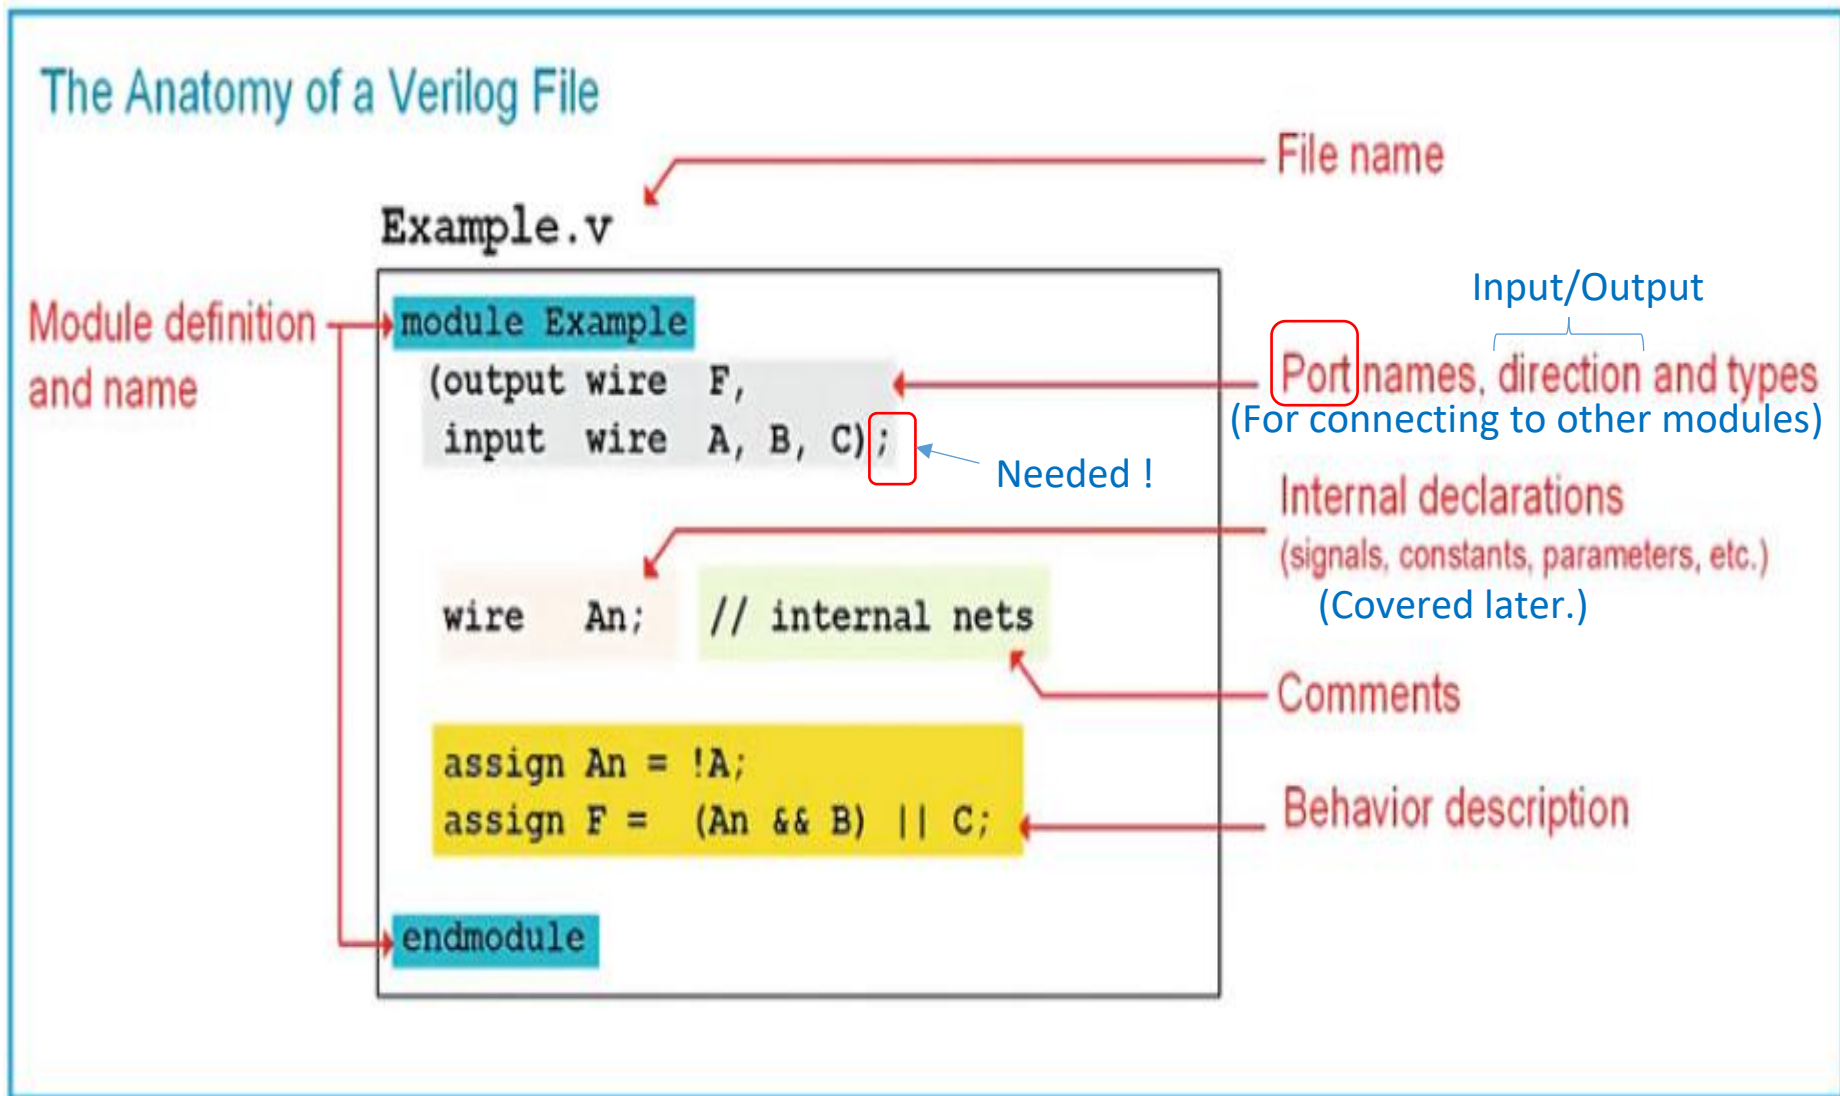 The Anatomy of a Verilog File
File name
Example.v
Module definition
and name
module Example
(output wire F,
input wire A, B, C);
Needed !
Input/Output
Port names, direction and types
(For connecting to other modules)
Internal declarations
(signals, constants, parameters, etc.)
(Covered later.)
wire An; // internal nets
Comments
assign An = !A;
assign F = (An && B) || C;
Behavior description
endmodule